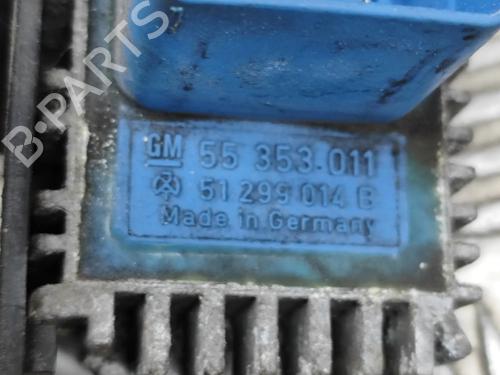 B-PARTS
GM 55 353 011
51 299 014 B
Made in Germany